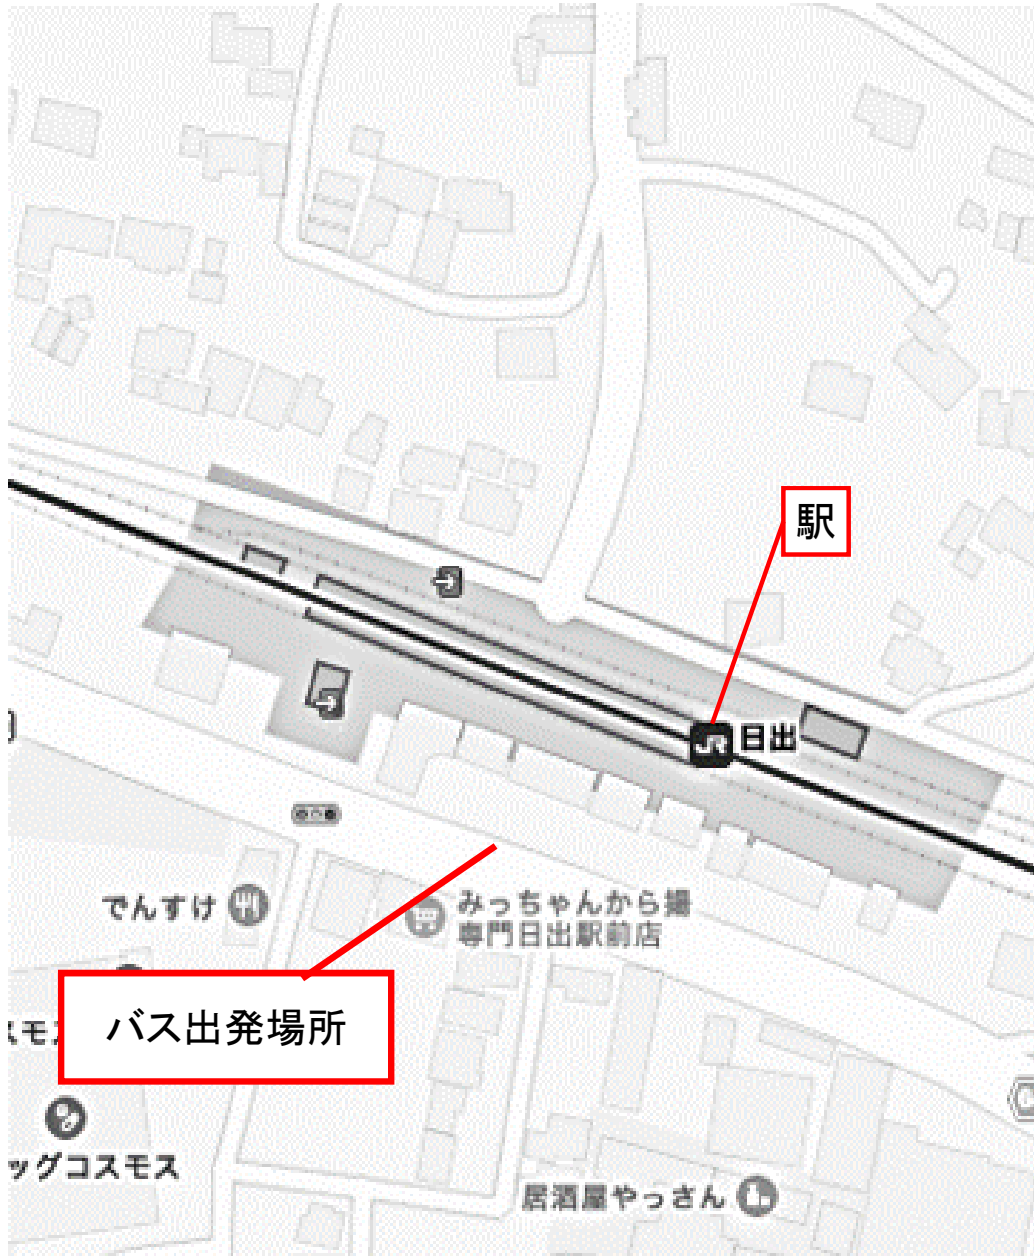 駅
JR
日出
でんすけ
みっちゃんから揚
専門日出駅前店
バス出発場所
スモ
ッグコスモス
居酒屋やっさん